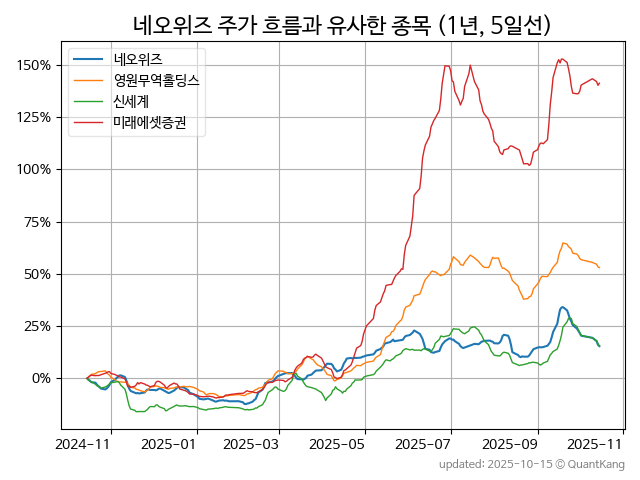 네오위즈 주가 흐름과 유사한 종목 (1년, 5일선)
네오위즈
영원무역홀딩스
신세계
미래에셋증권
150%
125%
100%
75%
50%
25%
0%
2024-11 2025-01 2025-03 2025-05 2025-07 2025-09 2025-11
updated: 2025-10-15 © QuantKang